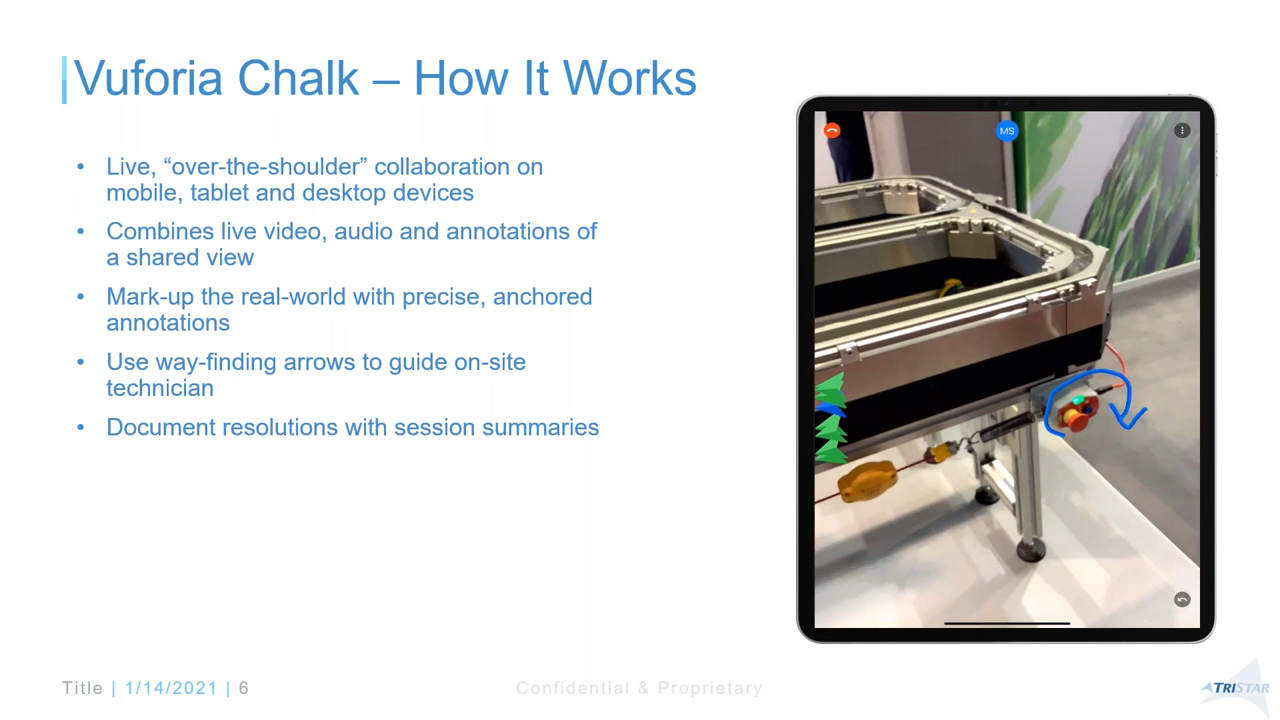 Vuforia Chalk – How It Works
• Live, “over-the-shoulder” collaboration on
mobile, tablet and desktop devices
• Combines live video, audio and annotations of
a shared view
• Mark-up the real-world with precise, anchored
annotations
• Use way-finding arrows to guide on-site
technician
• Document resolutions with session summaries
MS
Title | 1/14/2021 | 6
Confidential & Proprietary
TRISTAR